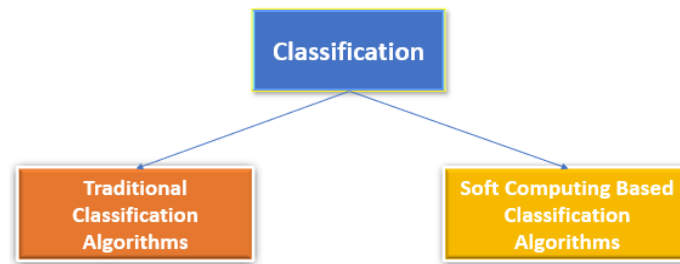 Classification
Traditional
Classification
Algorithms
Soft Computing Based
Classification
Algorithms